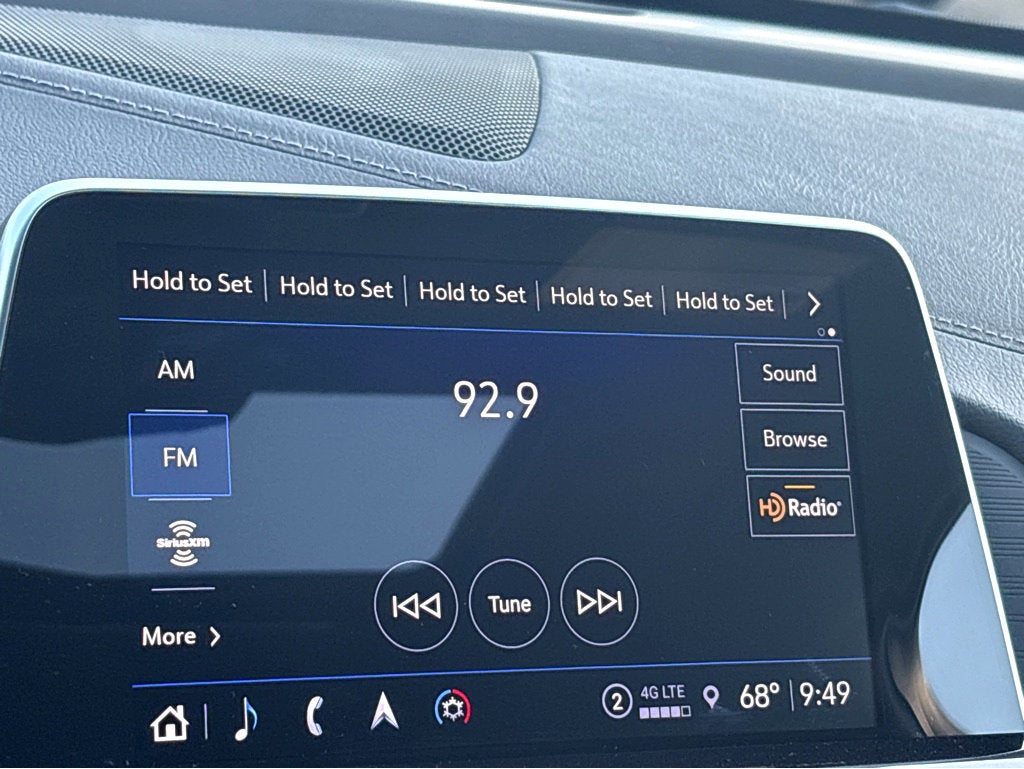 Hold to Set | Hold to Set | Hold to Set | Hold to Set | Hold to Set |
AM
92.9
Sound
FM
Browse
HD Radio®
SiriusXM
Tune
More
2 4G LTE 68° | 9:49